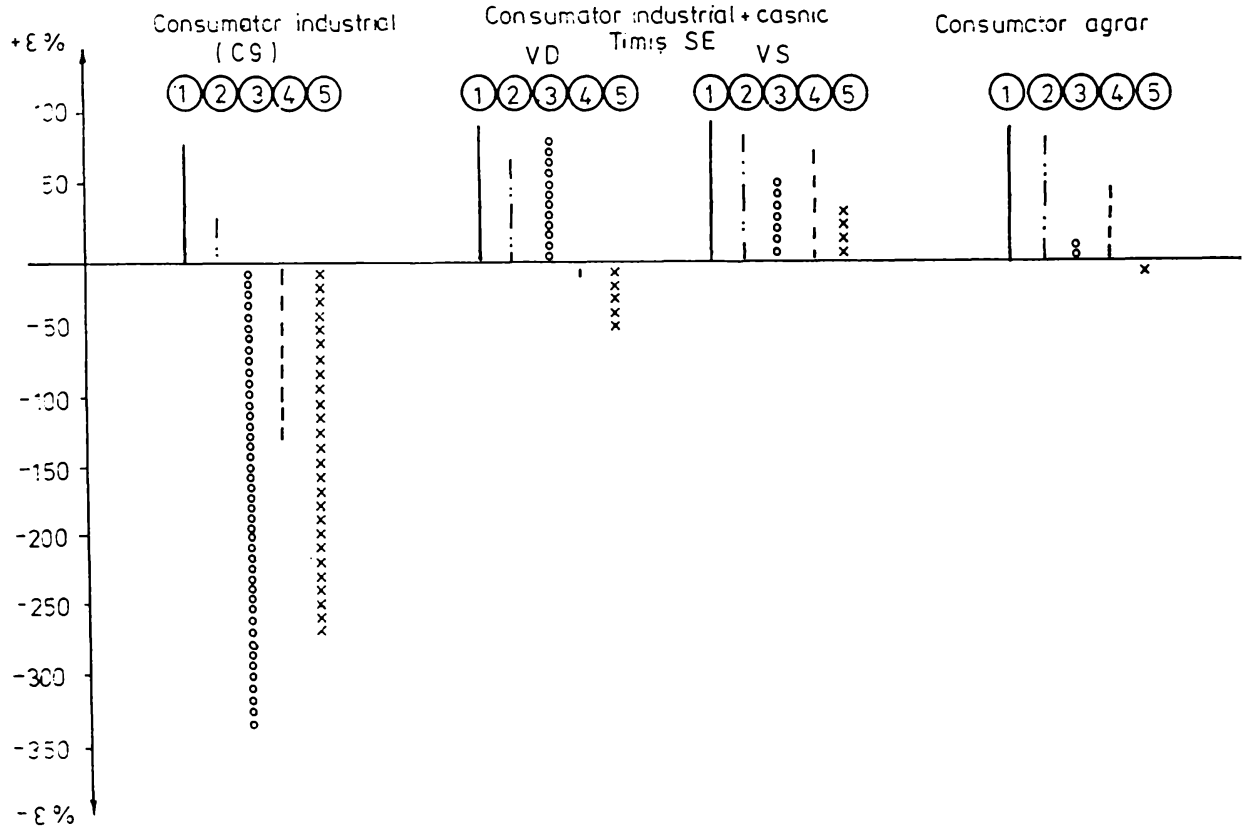 Consumator industrial
(C9)
Consumator industrial + casnic
Timiș SE
VD
VS
Consumator agrar
+ε%
1 2 3 4 5
1 2 3 4 5
1 2 3 4 5
1 2 3 4 5
100
50
-50
-100
-150
-200
-250
-300
-350
-ε%